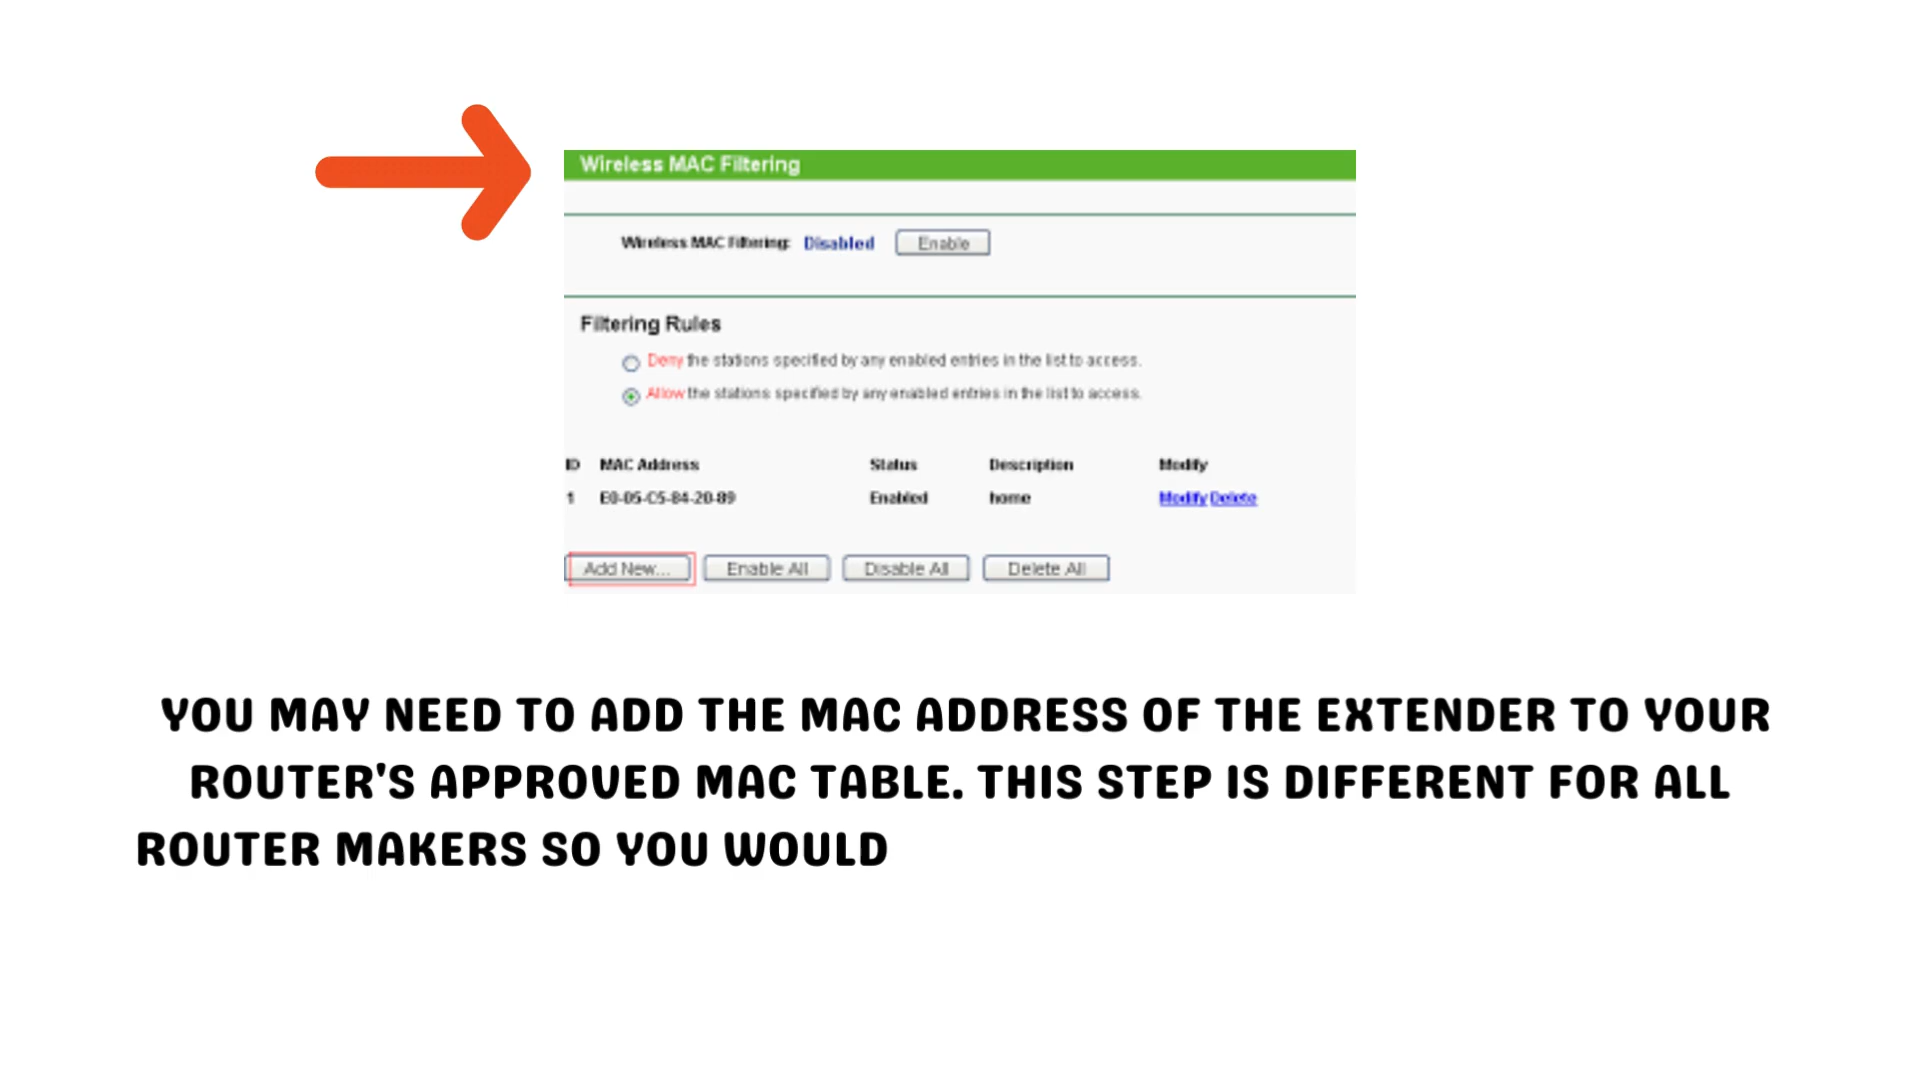 Wireless MAC Filtering
Wireless MAC Filtering: Disabled Enable
Filtering Rules
Deny the stations specified by any enabled entries in the list to access.
Allow the stations specified by any enabled entries in the list to access.
ID MAC Address Status Description Modify
1 E0-05-C5-84-20-89 Enabled home Modify Delete
Add New... Enable All Disable All Delete All
YOU MAY NEED TO ADD THE MAC ADDRESS OF THE EXTENDER TO YOUR
ROUTER'S APPROVED MAC TABLE. THIS STEP IS DIFFERENT FOR ALL
ROUTER MAKERS SO YOU WOULD